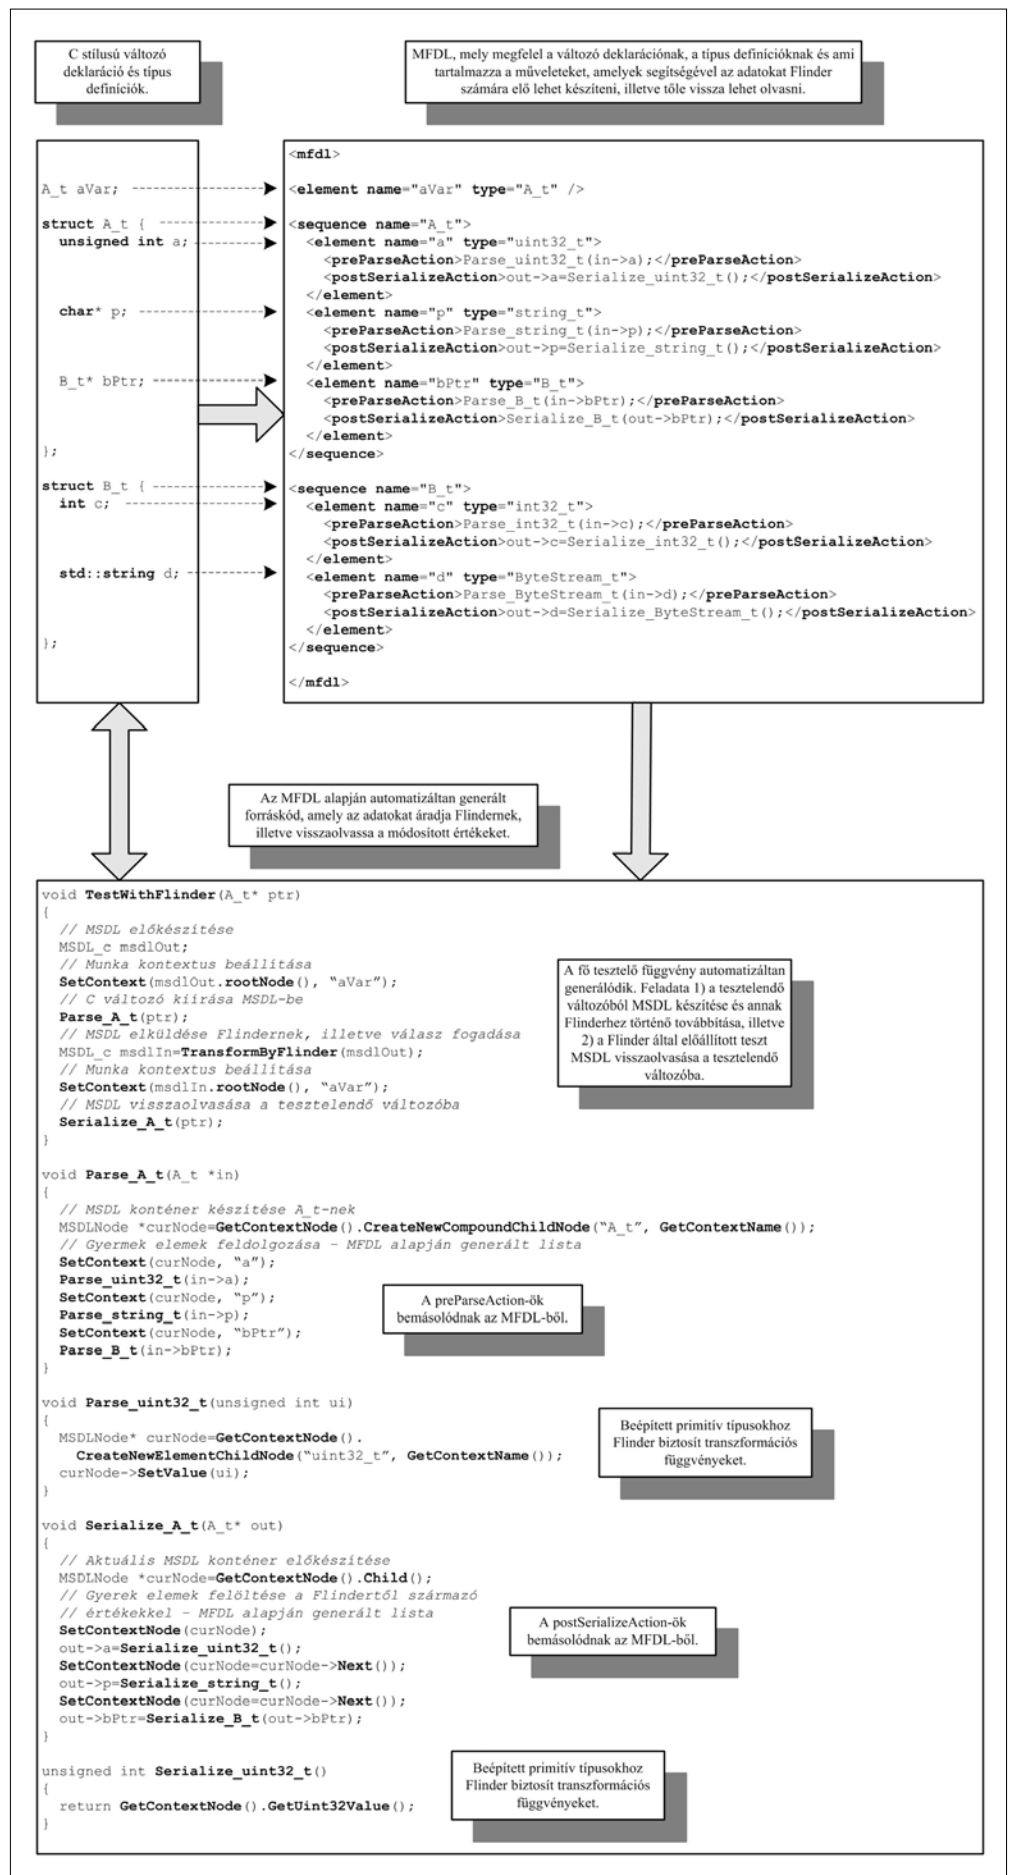 C stílusú változó
deklaráció és típus
definíciók.
MFDL, mely megfelel a változó deklarációnak, a típus definícióknak és ami
tartalmazza a műveleteket, amelyek segítségével az adatokat Flinder
számára elő lehet készíteni, illetve tőle vissza lehet olvasni.
A_t aVar;
struct A_t {
unsigned int a;
char* p;
B_t* bPtr;
};
struct B_t {
int c;
std::string d;
};
<mfdl>
<element name="aVar" type="A_t" />
<sequence name="A_t">
<element name="a" type="uint32_t">
<preParseAction>Parse_uint32_t(in->a);</preParseAction>
<postSerializeAction>out->a=Serialize_uint32_t();</postSerializeAction>
</element>
<element name="p" type="string_t">
<preParseAction>Parse_string_t(in->p);</preParseAction>
<postSerializeAction>out->p=Serialize_string_t();</postSerializeAction>
</element>
<element name="bPtr" type="B_t">
<preParseAction>Parse_B_t(in->bPtr);</preParseAction>
<postSerializeAction>Serialize_B_t(out->bPtr);</postSerializeAction>
</element>
</sequence>
<sequence name="B_t">
<element name="c" type="int32_t">
<preParseAction>Parse_int32_t(in->c);</preParseAction>
<postSerializeAction>out->c=Serialize_int32_t();</postSerializeAction>
</element>
<element name="d" type="ByteStream_t">
<preParseAction>Parse_ByteStream_t(in->d);</preParseAction>
<postSerializeAction>out->d=Serialize_ByteStream_t();</postSerializeAction>
</element>
</sequence>
</mfdl>
Az MFDL alapján automatizáltan generált
forráskód, amely az adatokat áradja Flindernek,
illetve visszaolvassa a módosított értékeket.
void TestWithFlinder(A_t* ptr)
{
// MSDL előkészítése
MSDL_c msdlOut;
// Munka kontextus beállítása
SetContext(msdlOut.rootNode(), “aVar”);
// C változó kiírása MSDL-be
Parse_A_t(ptr);
// MSDL elküldése Flindernek, illetve válasz fogadása
MSDL_c msdlIn=TransformByFlinder(msdlOut);
// Munka kontextus beállítása
SetContext(msdlIn.rootNode(), “aVar”);
// MSDL visszaolvasása a tesztelendő változóba
Serialize_A_t(ptr);
}
A fő tesztelő függvény automatizáltan
generálódik. Feladata 1) a tesztelendő
változóból MSDL készítése és annak
Flinderhez történő továbbítása, illetve
2) a Flinder által előállított teszt
MSDL visszaolvasása a tesztelendő
változóba.
void Parse_A_t(A_t *in)
{
// MSDL konténer készítése A_t-nek
MSDLNode *curNode=GetContextNode().CreateNewCompoundChildNode(“A_t”, GetContextName());
// Gyermek elemek feldolgozása – MFDL alapján generált lista
SetContext(curNode, “a”);
Parse_uint32_t(in->a);
SetContext(curNode, “p”);
Parse_string_t(in->p);
SetContext(curNode, “bPtr”);
Parse_B_t(in->bPtr);
}
A preParseAction-ök
bemásolódnak az MFDL-ből.
void Parse_uint32_t(unsigned int ui)
{
MSDLNode* curNode=GetContextNode().
CreateNewElementChildNode(“uint32_t”, GetContextName());
curNode->SetValue(ui);
}
Beépített primitív típusokhoz
Flinder biztosít transzformációs
függvényeket.
void Serialize_A_t(A_t* out)
{
// Aktuális MSDL konténer előkészítése
MSDLNode *curNode=GetContextNode().Child();
// Gyerek elemek felöltése a Flindertől származó
// értékekkel – MFDL alapján generált lista
SetContextNode(curNode);
out->a=Serialize_uint32_t();
SetContextNode(curNode=curNode->Next());
out->p=Serialize_string_t();
SetContextNode(curNode=curNode->Next());
out->bPtr=Serialize_B_t(out->bPtr);
}
A postSerializeAction-ök
bemásolódnak az MFDL-ből.
unsigned int Serialize_uint32_t()
{
return GetContextNode().GetUint32Value();
}
Beépített primitív típusokhoz
Flinder biztosít transzformációs
függvényeket.